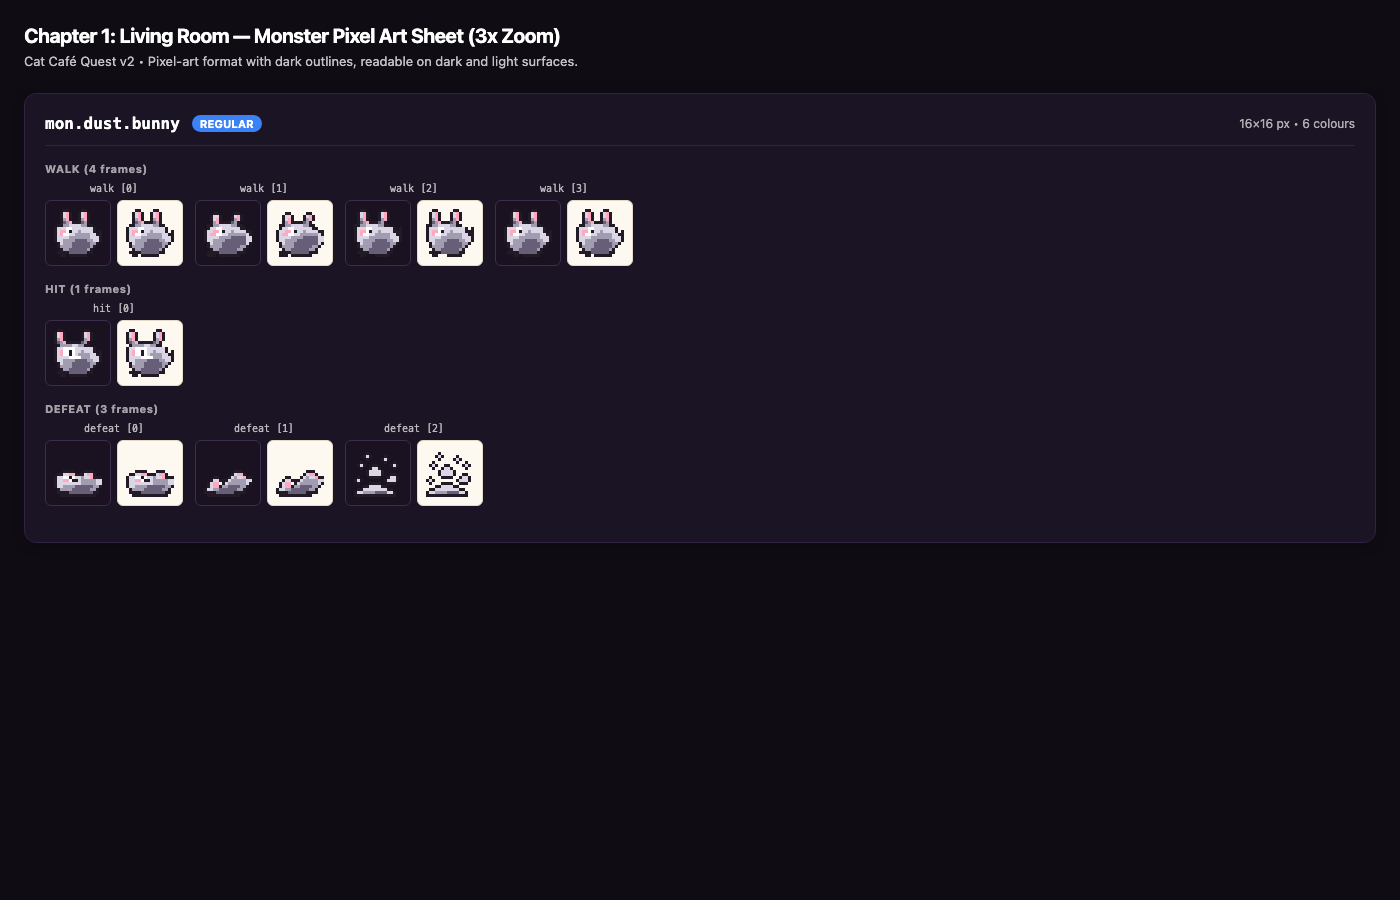 Chapter 1: Living Room — Monster Pixel Art Sheet (3x Zoom)
Cat Café Quest v2 • Pixel-art format with dark outlines, readable on dark and light surfaces.
mon.dust.bunny REGULAR 16×16 px • 6 colours
WALK (4 frames)
walk [0] walk [1] walk [2] walk [3]
HIT (1 frames)
hit [0]
DEFEAT (3 frames)
defeat [0] defeat [1] defeat [2]